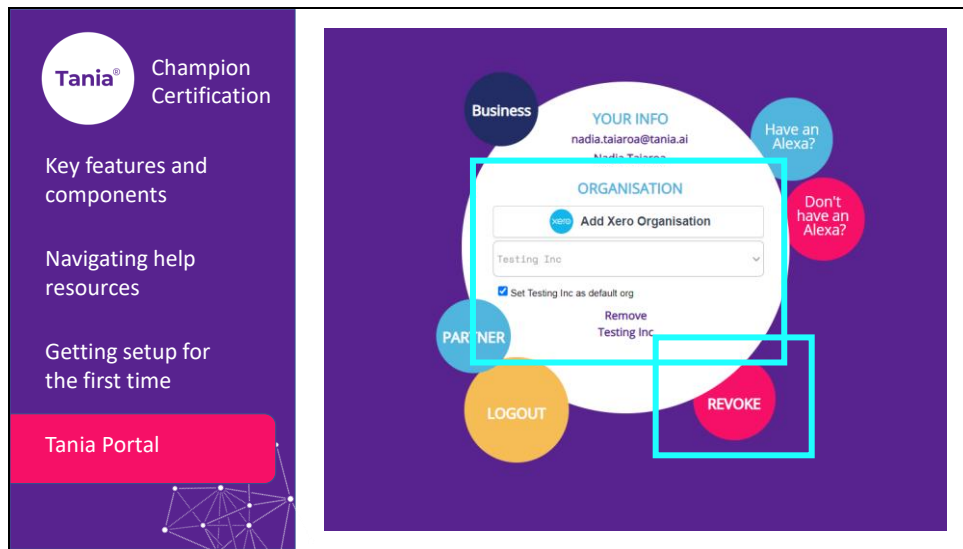 Tania®
Champion
Certification
Key features and
components
Navigating help
resources
Getting setup for
the first time
Tania Portal
Business
YOUR INFO
nadia.taiaroa@tania.ai
Nadia Taiaroa
Have an
Alexa?
Don't
have an
Alexa?
ORGANISATION
xero Add Xero Organisation
Testing Inc
Set Testing Inc as default org
Remove
Testing Inc
PARTNER
LOGOUT
REVOKE